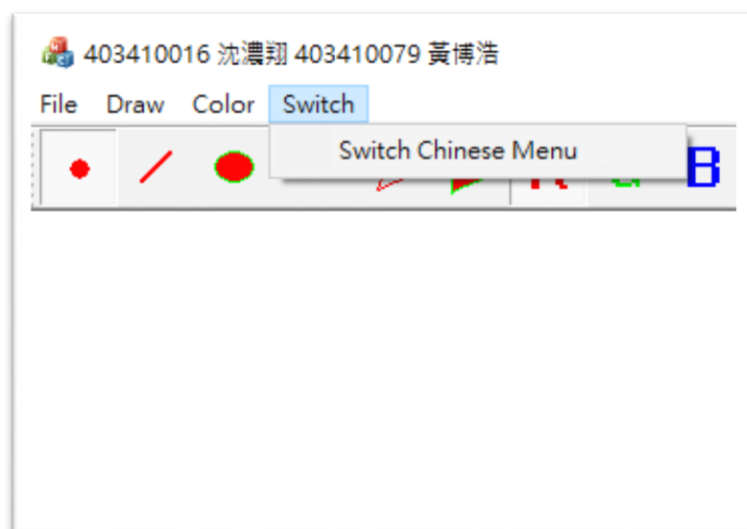 403410016 沈濃翔 403410079 黃博浩
File Draw Color Switch
Switch Chinese Menu
B